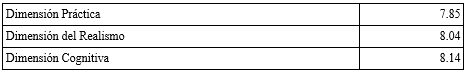 Dimensión Práctica 7.85
Dimensión del Realismo 8.04
Dimensión Cognitiva 8.14